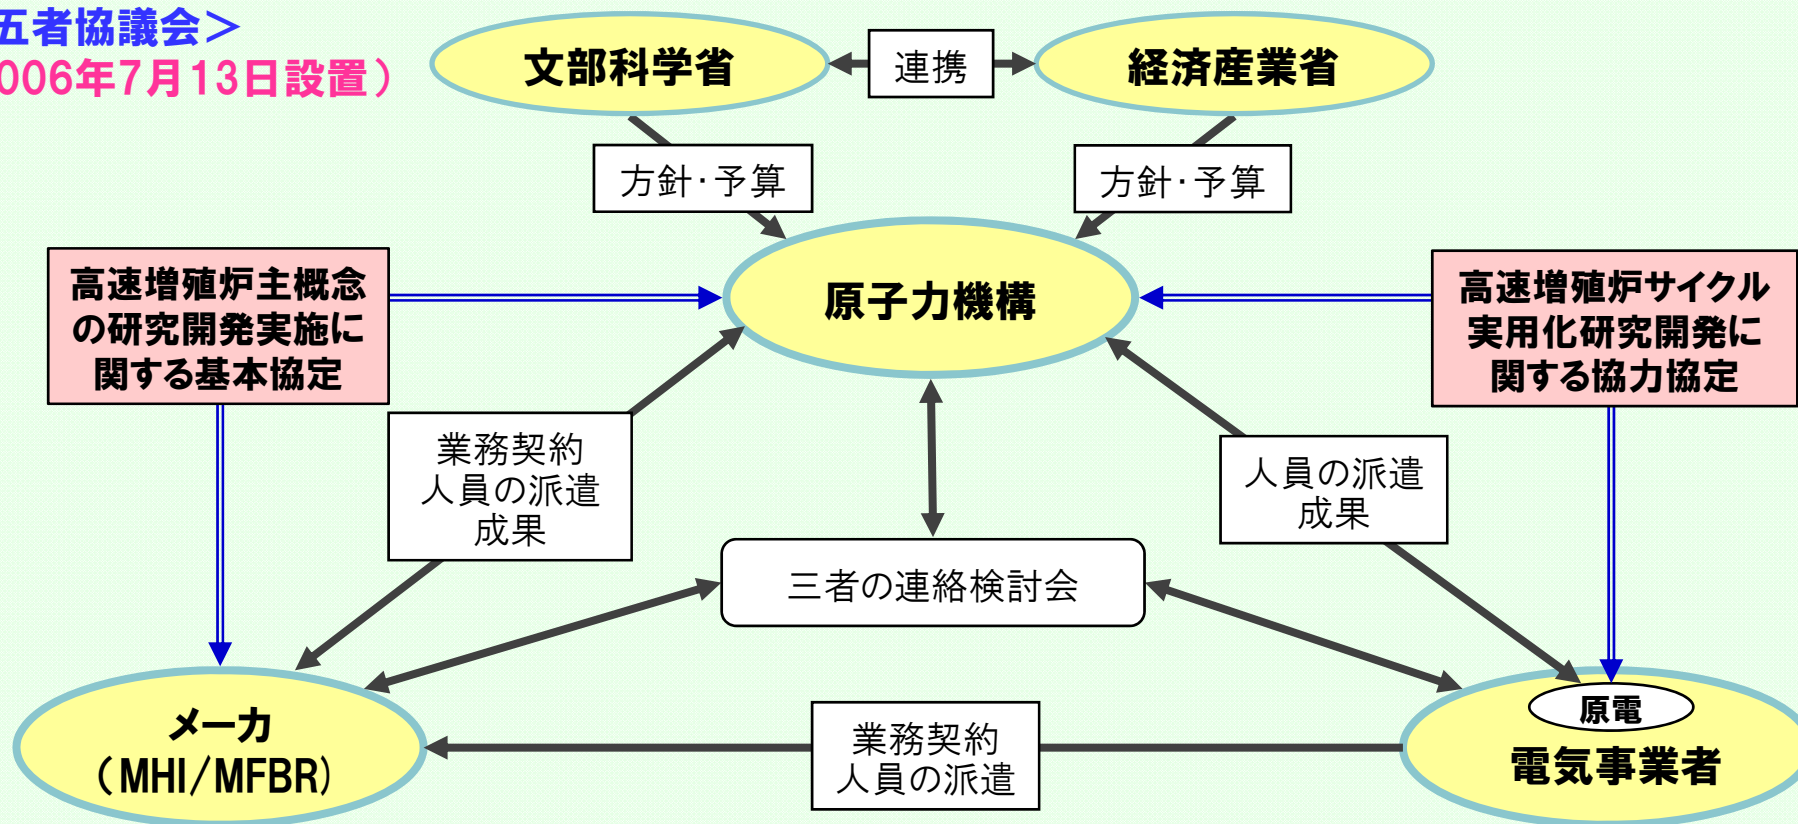 五者協議会＞
006年7月13日設置）
文部科学省
連携
経済産業省
方針･予算
方針･予算
高速増殖炉主概念
の研究開発実施に
関する基本協定
原子力機構
高速増殖炉サイクル
実用化研究開発に
関する協力協定
業務契約
人員の派遣
成果
人員の派遣
成果
三者の連絡検討会
メーカ
（MHI/MFBR）
業務契約
人員の派遣
原電
電気事業者